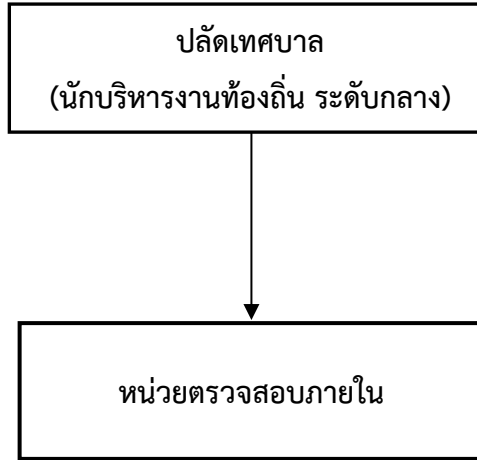 ปลัดเทศบาล
(นักบริหารงานท้องถิ่น ระดับกลาง)
หน่วยตรวจสอบภายใน